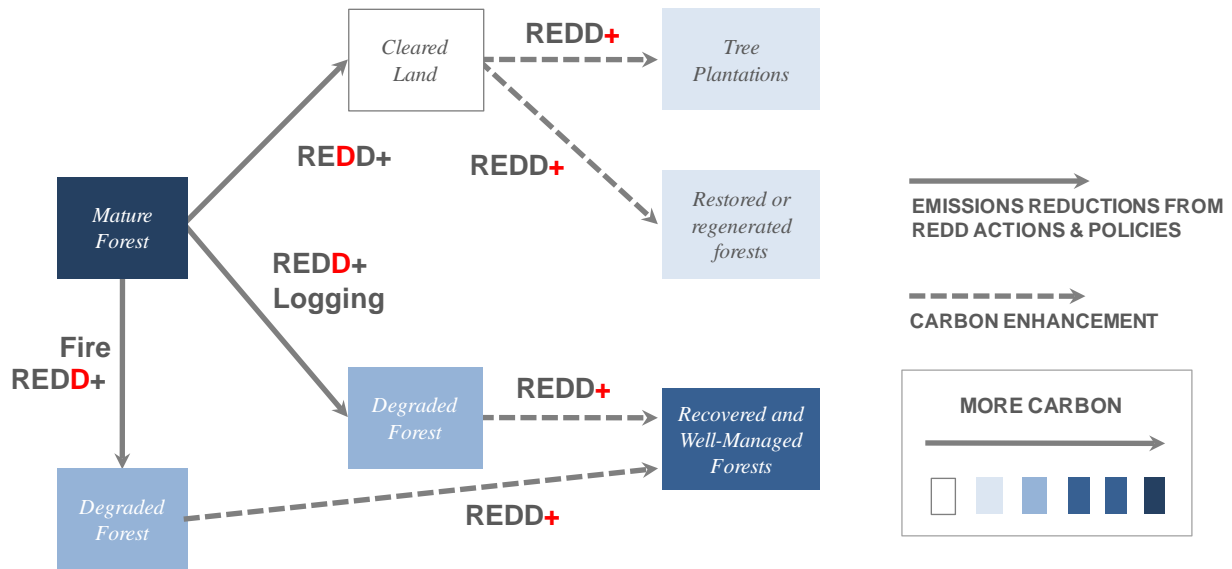 REDD+
Cleared
Land
Tree
Plantations
REDD+
REDD+
Mature
Forest
Restored or
regenerated
forests
EMISSIONS REDUCTIONS FROM
REDD ACTIONS & POLICIES
REDD+
Logging
CARBON ENHANCEMENT
Fire
REDD+
REDD+
Degraded
Forest
Recovered and
Well-Managed
Forests
MORE CARBON
Degraded
Forest
REDD+